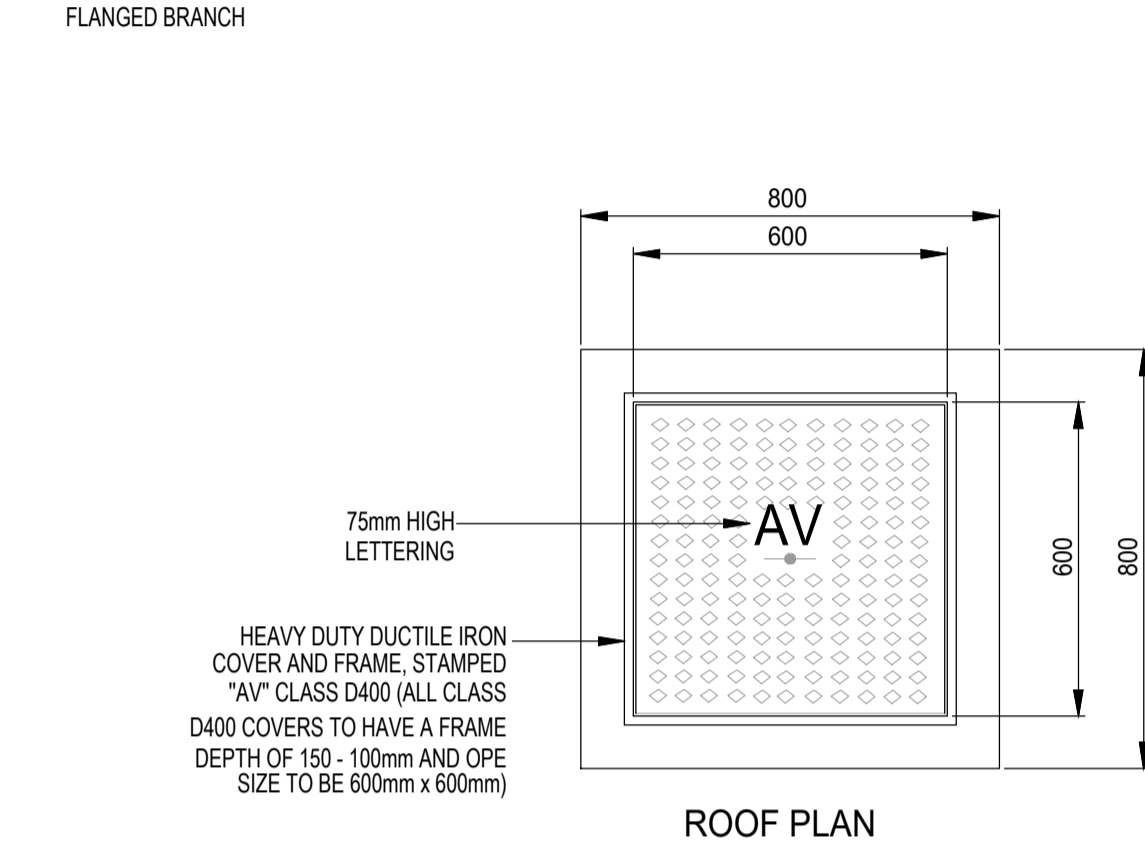 FLANGED BRANCH
800
600
75mm HIGH
LETTERING
AV
600
800
HEAVY DUTY DUCTILE IRON
COVER AND FRAME, STAMPED
"AV" CLASS D400 (ALL CLASS
D400 COVERS TO HAVE A FRAME
DEPTH OF 150 - 100mm AND OPE
SIZE TO BE 600mm x 600mm)
ROOF PLAN